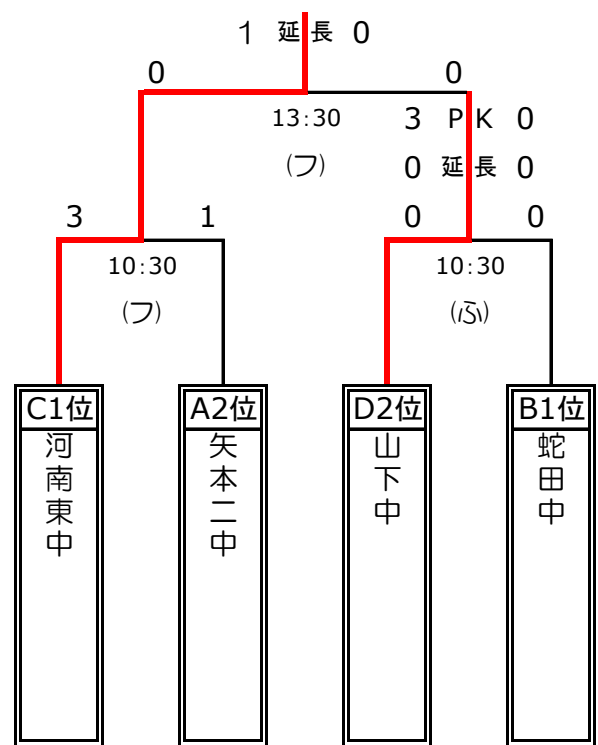 1 延長 0
0 0
13:30 3 PK 0
(フ) 0 延長 0
3 1 0 0
10:30 10:30
(フ) (ふ)
C1位 A2位 D2位 B1位
河南東中 矢本二中 山下中 蛇田中